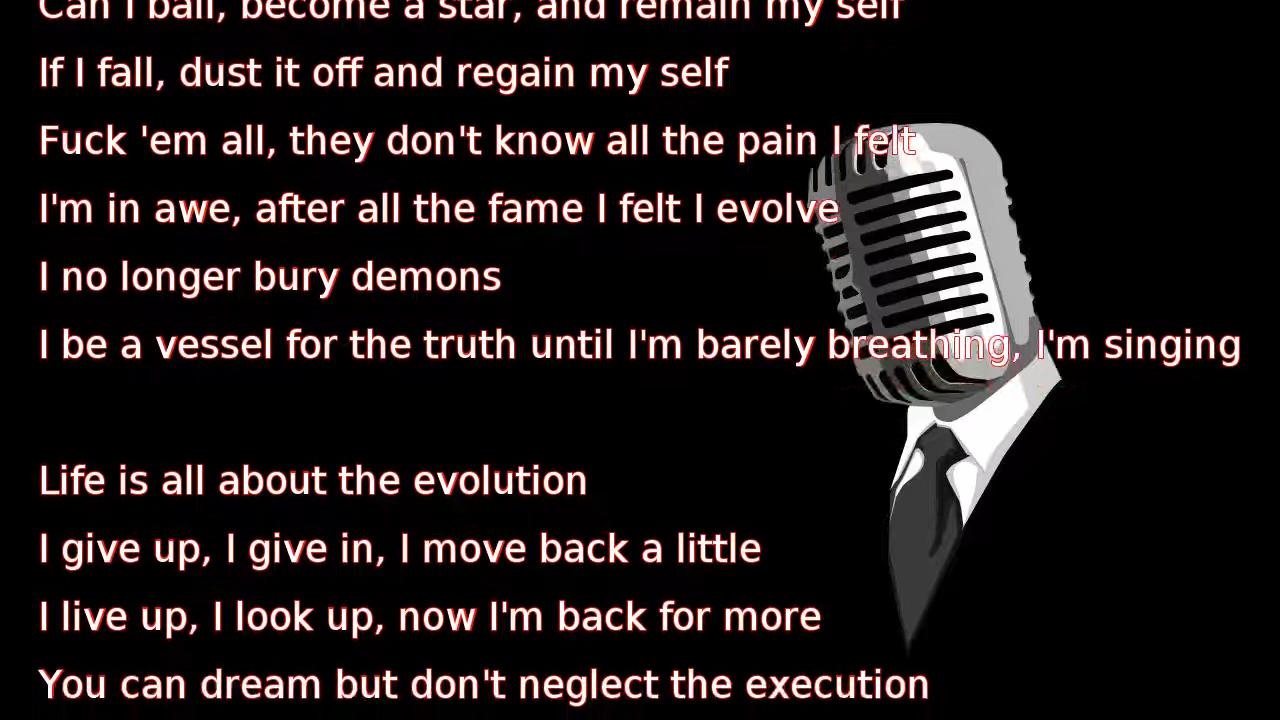 Can I ball, become a star, and remain my self
If I fall, dust it off and regain my self
Fuck 'em all, they don't know all the pain I felt
I'm in awe, after all the fame I felt I evolve
I no longer bury demons
I be a vessel for the truth until I'm barely breathing, I'm singing
Life is all about the evolution
I give up, I give in, I move back a little
I live up, I look up, now I'm back for more
You can dream but don't neglect the execution